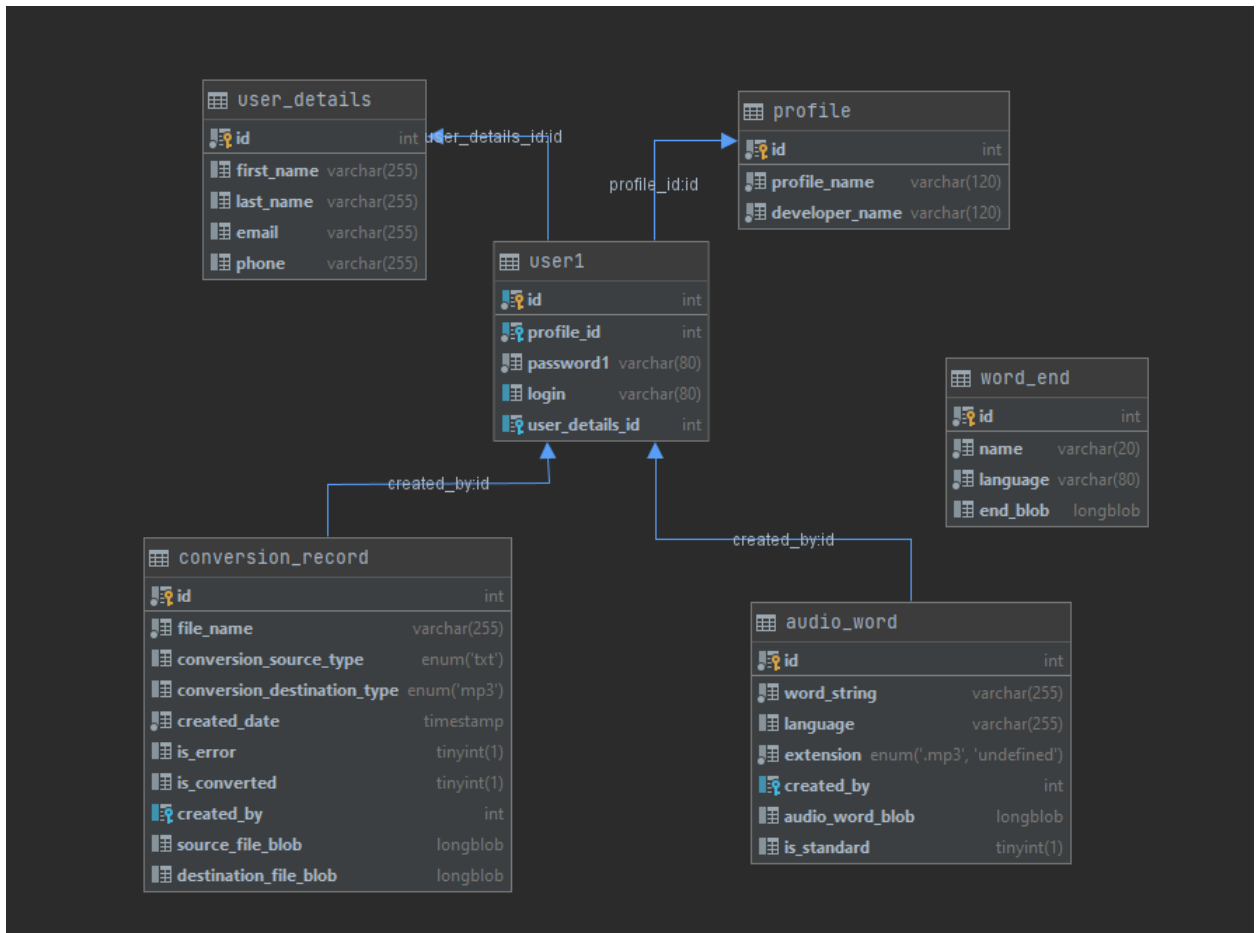 user_details
id int
first_name varchar(255)
last_name varchar(255)
email varchar(255)
phone varchar(255)
user_details_id:id
profile
id int
profile_name varchar(120)
developer_name varchar(120)
profile_id:id
user1
id int
profile_id int
password1 varchar(80)
login varchar(80)
user_details_id int
word_end
id int
name varchar(20)
language varchar(80)
end_blob longblob
created_by:id
conversion_record
id int
file_name varchar(255)
conversion_source_type enum('txt')
conversion_destination_type enum('mp3')
created_date timestamp
is_error tinyint(1)
is_converted tinyint(1)
created_by int
source_file_blob longblob
destination_file_blob longblob
created_by:id
audio_word
id int
word_string varchar(255)
language varchar(255)
extension enum('.mp3', 'undefined')
created_by int
audio_word_blob longblob
is_standard tinyint(1)